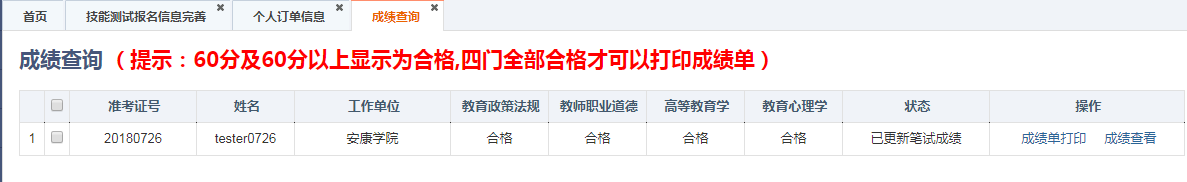 首页 技能测试报名信息完善 个人订单信息 成绩查询
成绩查询 （ 提示：60分及60分以上显示为合格,四门全部合格才可以打印成绩单 ）
准考证号 姓名 工作单位 教育政策法规 教师职业道德 高等教育学 教育心理学 状态 操作
1 20180726 tester0726 安康学院 合格 合格 合格 合格 已更新笔试成绩 成绩单打印 成绩查看